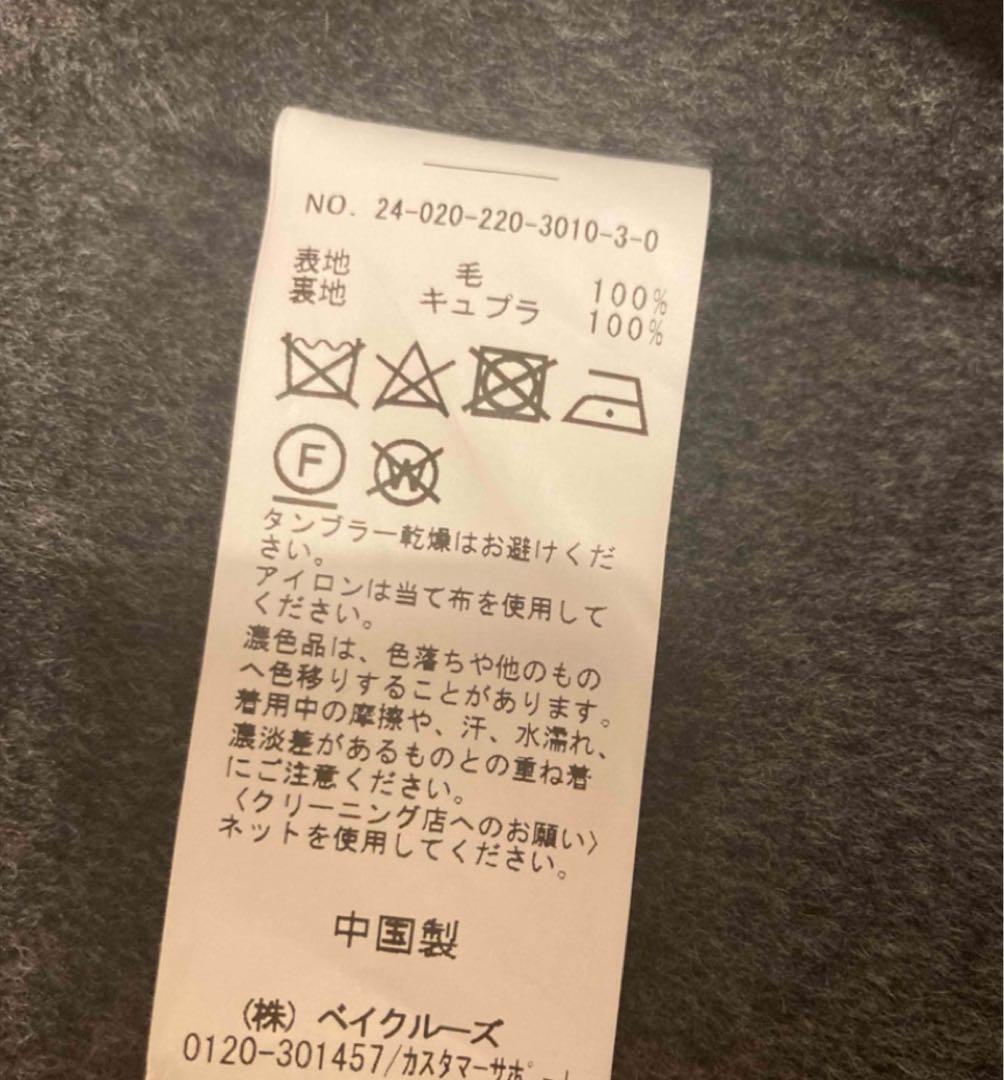 NO. 24-020-220-3010-3-0
表地 毛 100%
裏地 キュプラ 100%
F W
タンブラー乾燥はお避けくだ
さい。
アイロンは当て布を使用して
ください。
濃色品は、色落ちや他のもの
へ色移りすることがあります。
着用中の摩擦や、汗、水濡れ、
濃淡差があるものとの重ね着
にご注意ください。
〈クリーニング店へのお願い〉
ネットを使用してください。
中国製
(株) ベイクルーズ
0120-301457/カスタマーサポート